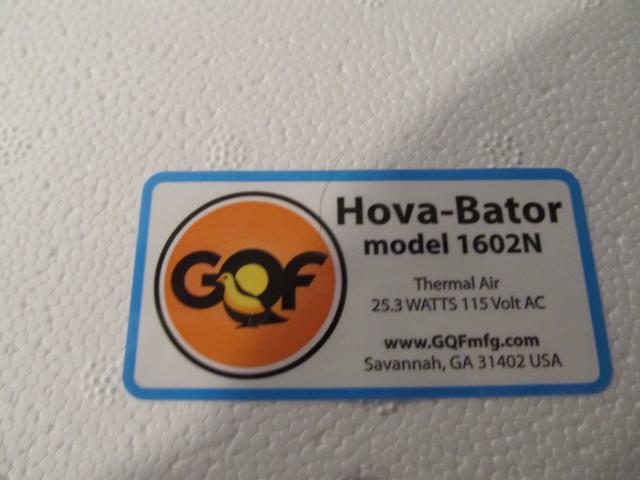 GQF
Hova-Bator
model 1602N
Thermal Air
25.3 WATTS 115 Volt AC
www.GQFmfg.com
Savannah, GA 31402 USA